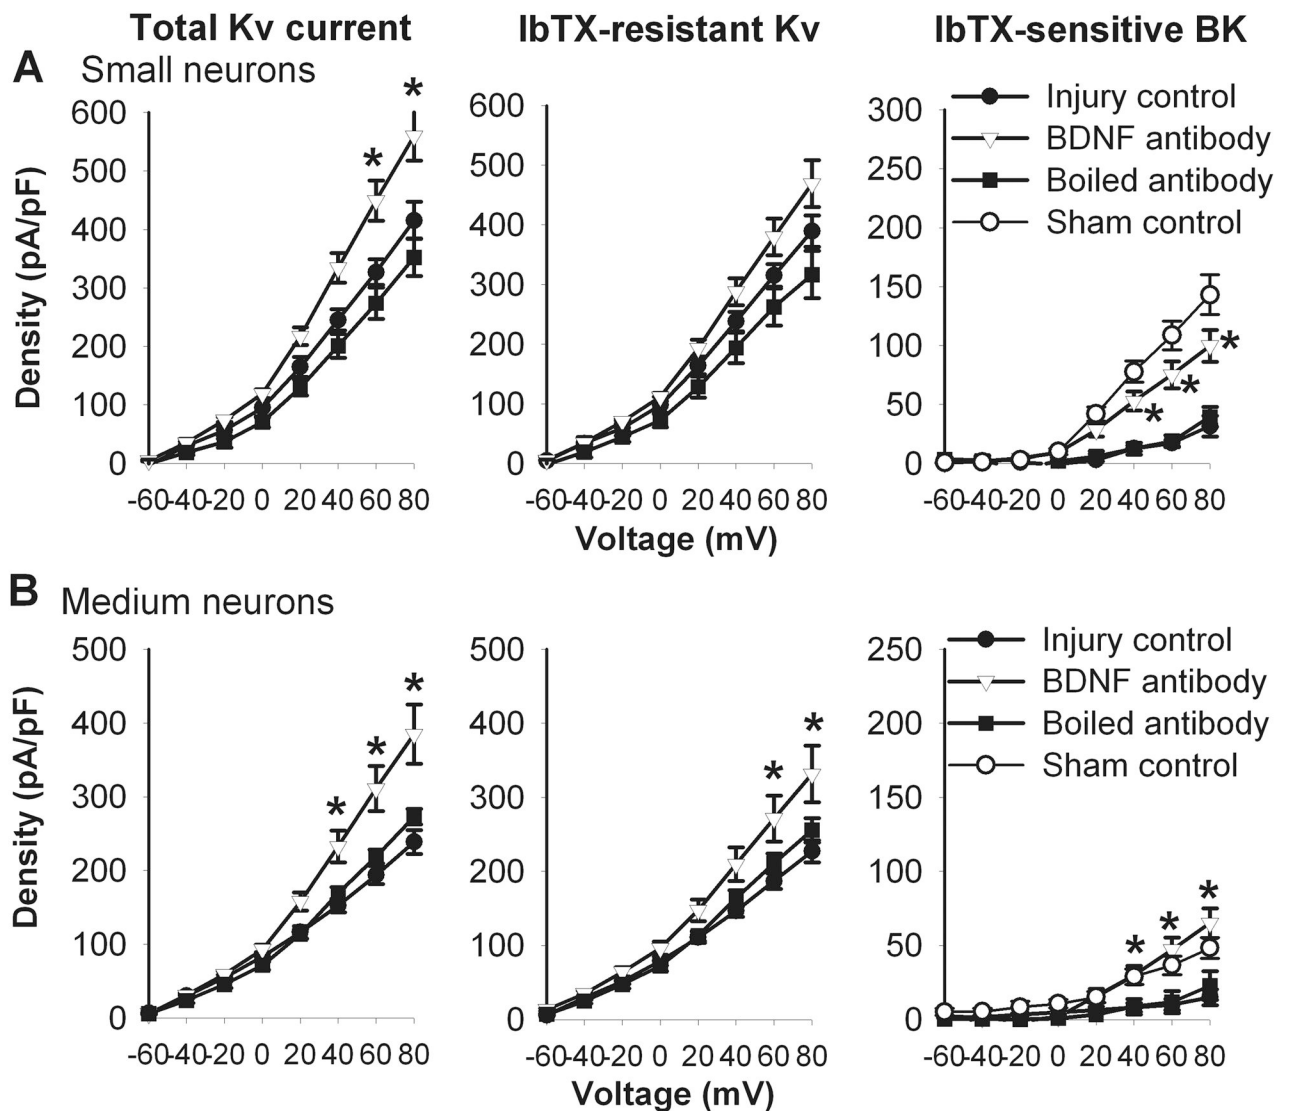 Total Kv current IbTX-resistant Kv IbTX-sensitive BK
A Small neurons
Density (pA/pF)
600
500
400
300
200
100
0
-60 -40 -20 0 20 40 60 80
* *
600
500
400
300
200
100
0
-60 -40 -20 0 20 40 60 80
Voltage (mV)
300
250
200
150
100
50
0
-60 -40 -20 0 20 40 60 80
* * *
Injury control
BDNF antibody
Boiled antibody
Sham control
B Medium neurons
Density (pA/pF)
500
400
300
200
100
0
-60 -40 -20 0 20 40 60 80
* * *
500
400
300
200
100
0
-60 -40 -20 0 20 40 60 80
* *
Voltage (mV)
250
200
150
100
50
0
-60 -40 -20 0 20 40 60 80
* * *
Injury control
BDNF antibody
Boiled antibody
Sham control